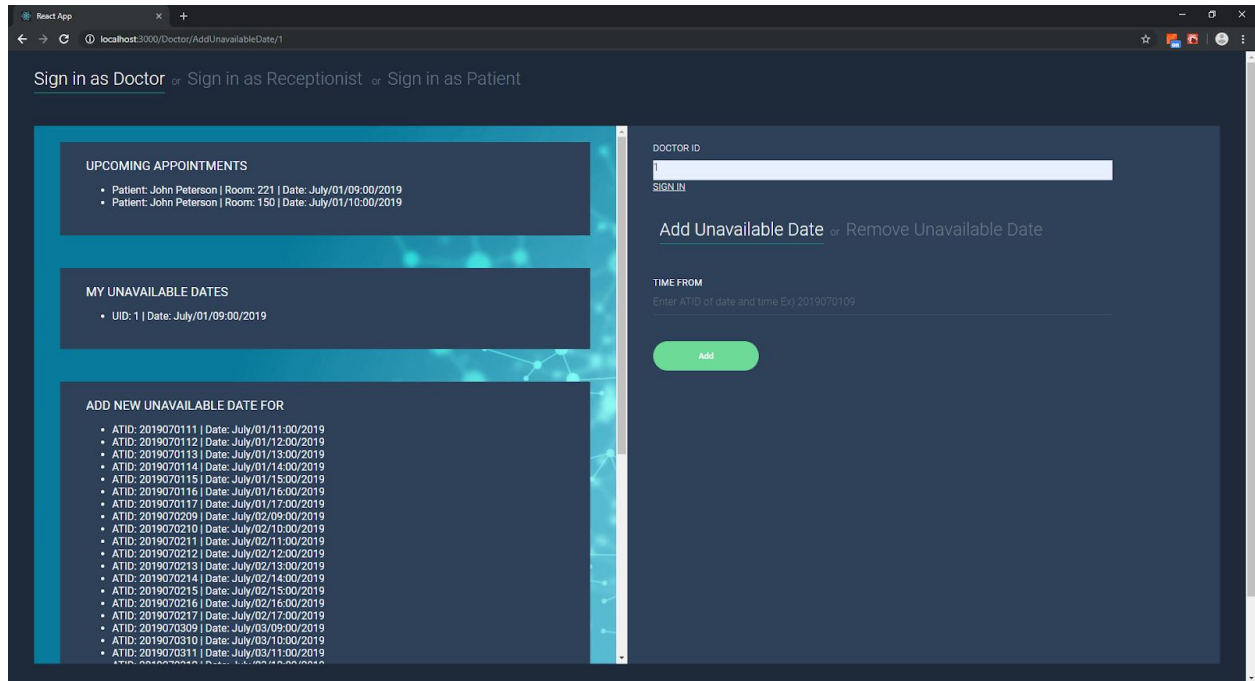 React App
localhost:3000/Doctor/AddUnavailableDate/1
Sign in as Doctor or Sign in as Receptionist or Sign in as Patient
UPCOMING APPOINTMENTS
Patient: John Peterson | Room: 221 | Date: July/01/09:00/2019
Patient: John Peterson | Room: 150 | Date: July/01/10:00/2019
MY UNAVAILABLE DATES
UID: 1 | Date: July/01/09:00/2019
ADD NEW UNAVAILABLE DATE FOR
ATID: 2019070111 | Date: July/01/11:00/2019
ATID: 2019070112 | Date: July/01/12:00/2019
ATID: 2019070113 | Date: July/01/13:00/2019
ATID: 2019070114 | Date: July/01/14:00/2019
ATID: 2019070115 | Date: July/01/15:00/2019
ATID: 2019070116 | Date: July/01/16:00/2019
ATID: 2019070117 | Date: July/01/17:00/2019
ATID: 2019070209 | Date: July/02/09:00/2019
ATID: 2019070210 | Date: July/02/10:00/2019
ATID: 2019070211 | Date: July/02/11:00/2019
ATID: 2019070212 | Date: July/02/12:00/2019
ATID: 2019070213 | Date: July/02/13:00/2019
ATID: 2019070214 | Date: July/02/14:00/2019
ATID: 2019070215 | Date: July/02/15:00/2019
ATID: 2019070216 | Date: July/02/16:00/2019
ATID: 2019070217 | Date: July/02/17:00/2019
ATID: 2019070309 | Date: July/03/09:00/2019
ATID: 2019070310 | Date: July/03/10:00/2019
ATID: 2019070311 | Date: July/03/11:00/2019
DOCTOR ID
1
SIGN IN
Add Unavailable Date or Remove Unavailable Date
TIME FROM
Enter ATID of date and time Ex) 2019070109
Add